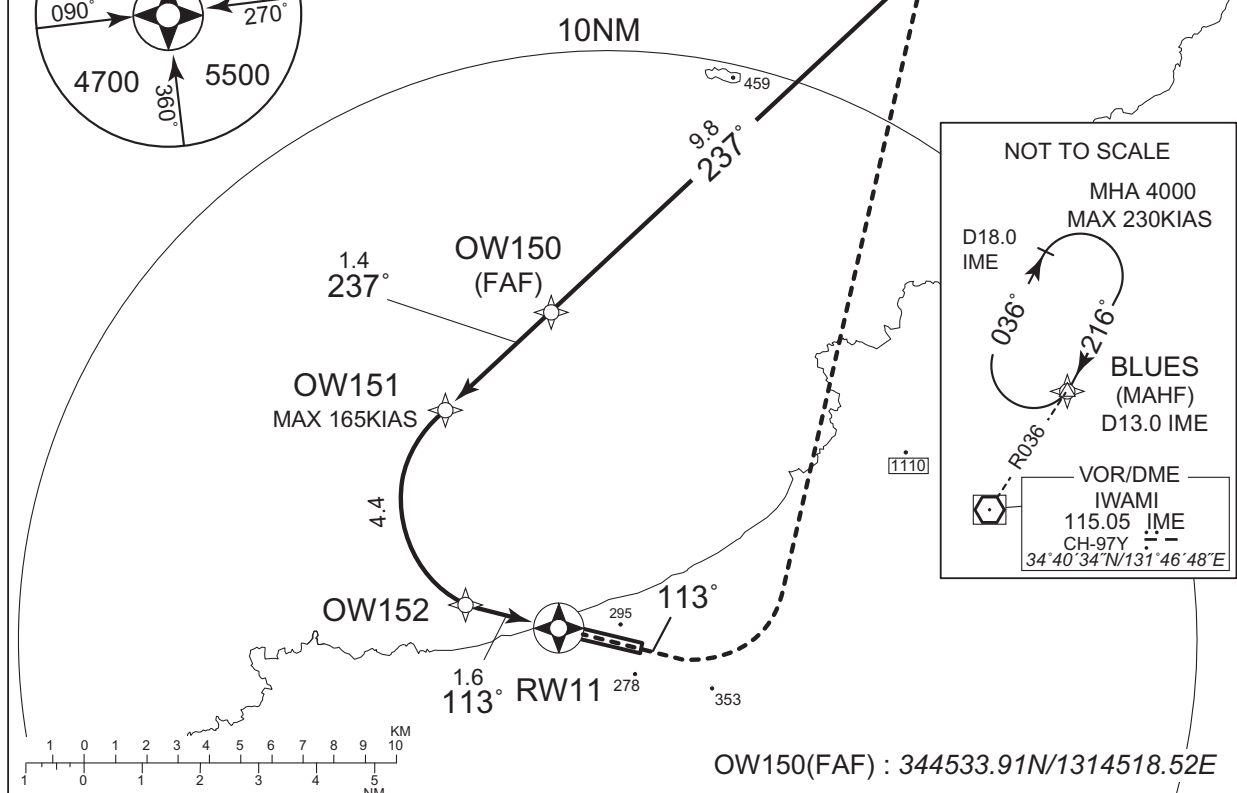 090°
270°
4700
5500
360°
10NM
459
9.8
237°
OW150
(FAF)
1.4
237°
OW151
MAX 165KIAS
4.4
OW152
1.6
113°
RW11
295
278
353
113°
1110
NOT TO SCALE
MHA 4000
MAX 230KIAS
D18.0
IME
036°
216°
BLUES
(MAHF)
D13.0 IME
R036
VOR/DME
IWAMI
115.05 IME
CH-97Y
34°40´34˝N/131°46´48˝E
KM
1 0 1 2 3 4 5 6 7 8 9 10
1 0 1 2 3 4 5
NM
OW150(FAF) : 344533.91N/1314518.52E